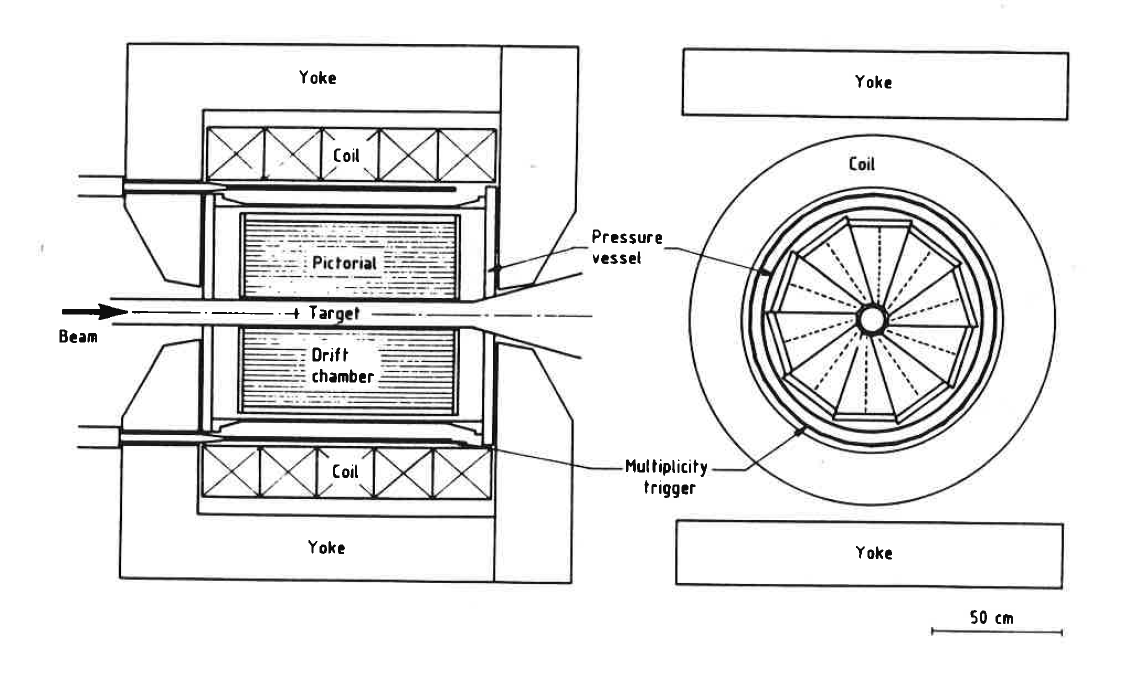 Yoke
Yoke
Coil
Coil
Pressure
vessel
Pictorial
Target
Beam
Drift
chamber
Coil
Multiplicity
trigger
Yoke
Yoke
50 cm